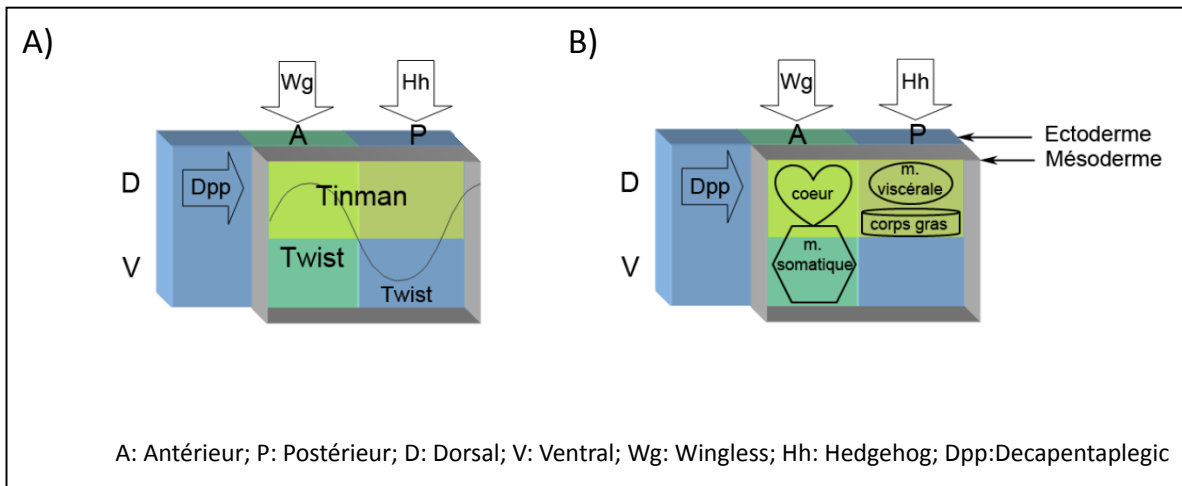 A)
Wg
Hh
A
P
D
Dpp
Tinman
V
Twist
Twist
B)
Wg
Hh
A
P
Ectoderme
Mésoderme
D
Dpp
coeur
m.
viscérale
corps gras
V
m.
somatique
A: Antérieur; P: Postérieur; D: Dorsal; V: Ventral; Wg: Wingless; Hh: Hedgehog; Dpp:Decapentaplegic